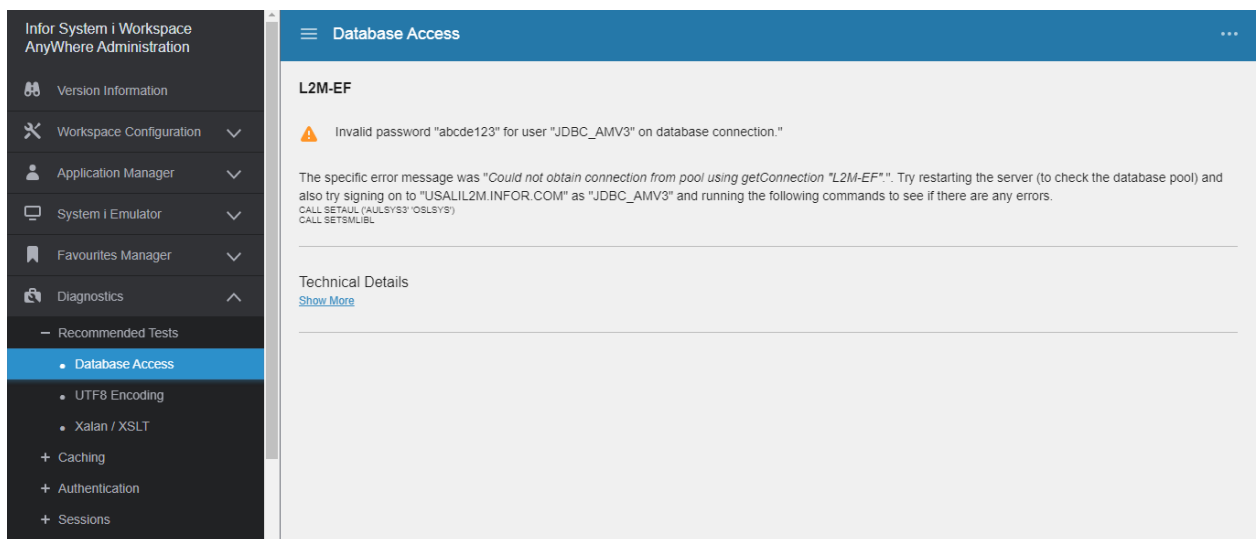 Infor System i Workspace
AnyWhere Administration
Version Information
Workspace Configuration
Application Manager
System i Emulator
Favourites Manager
Diagnostics
Recommended Tests
Database Access
UTF8 Encoding
Xalan / XSLT
Caching
Authentication
Sessions
Database Access
L2M-EF
Invalid password "abcde123" for user "JDBC_AMV3" on database connection."
The specific error message was "Could not obtain connection from pool using getConnection "L2M-EF".". Try restarting the server (to check the database pool) and
also try signing on to "USALIL2M.INFOR.COM" as "JDBC_AMV3" and running the following commands to see if there are any errors.
CALL SETAUL ('AULSYS3' 'OSLSYS')
CALL SETSMLIBL
Technical Details
Show More